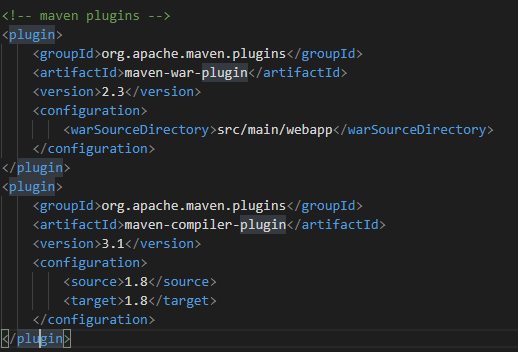 <!-- maven plugins -->
<plugin>
<groupId>org.apache.maven.plugins</groupId>
<artifactId>maven-war-plugin</artifactId>
<version>2.3</version>
<configuration>
<warSourceDirectory>src/main/webapp</warSourceDirectory>
</configuration>
</plugin>
<plugin>
<groupId>org.apache.maven.plugins</groupId>
<artifactId>maven-compiler-plugin</artifactId>
<version>3.1</version>
<configuration>
<source>1.8</source>
<target>1.8</target>
</configuration>
</plugin>